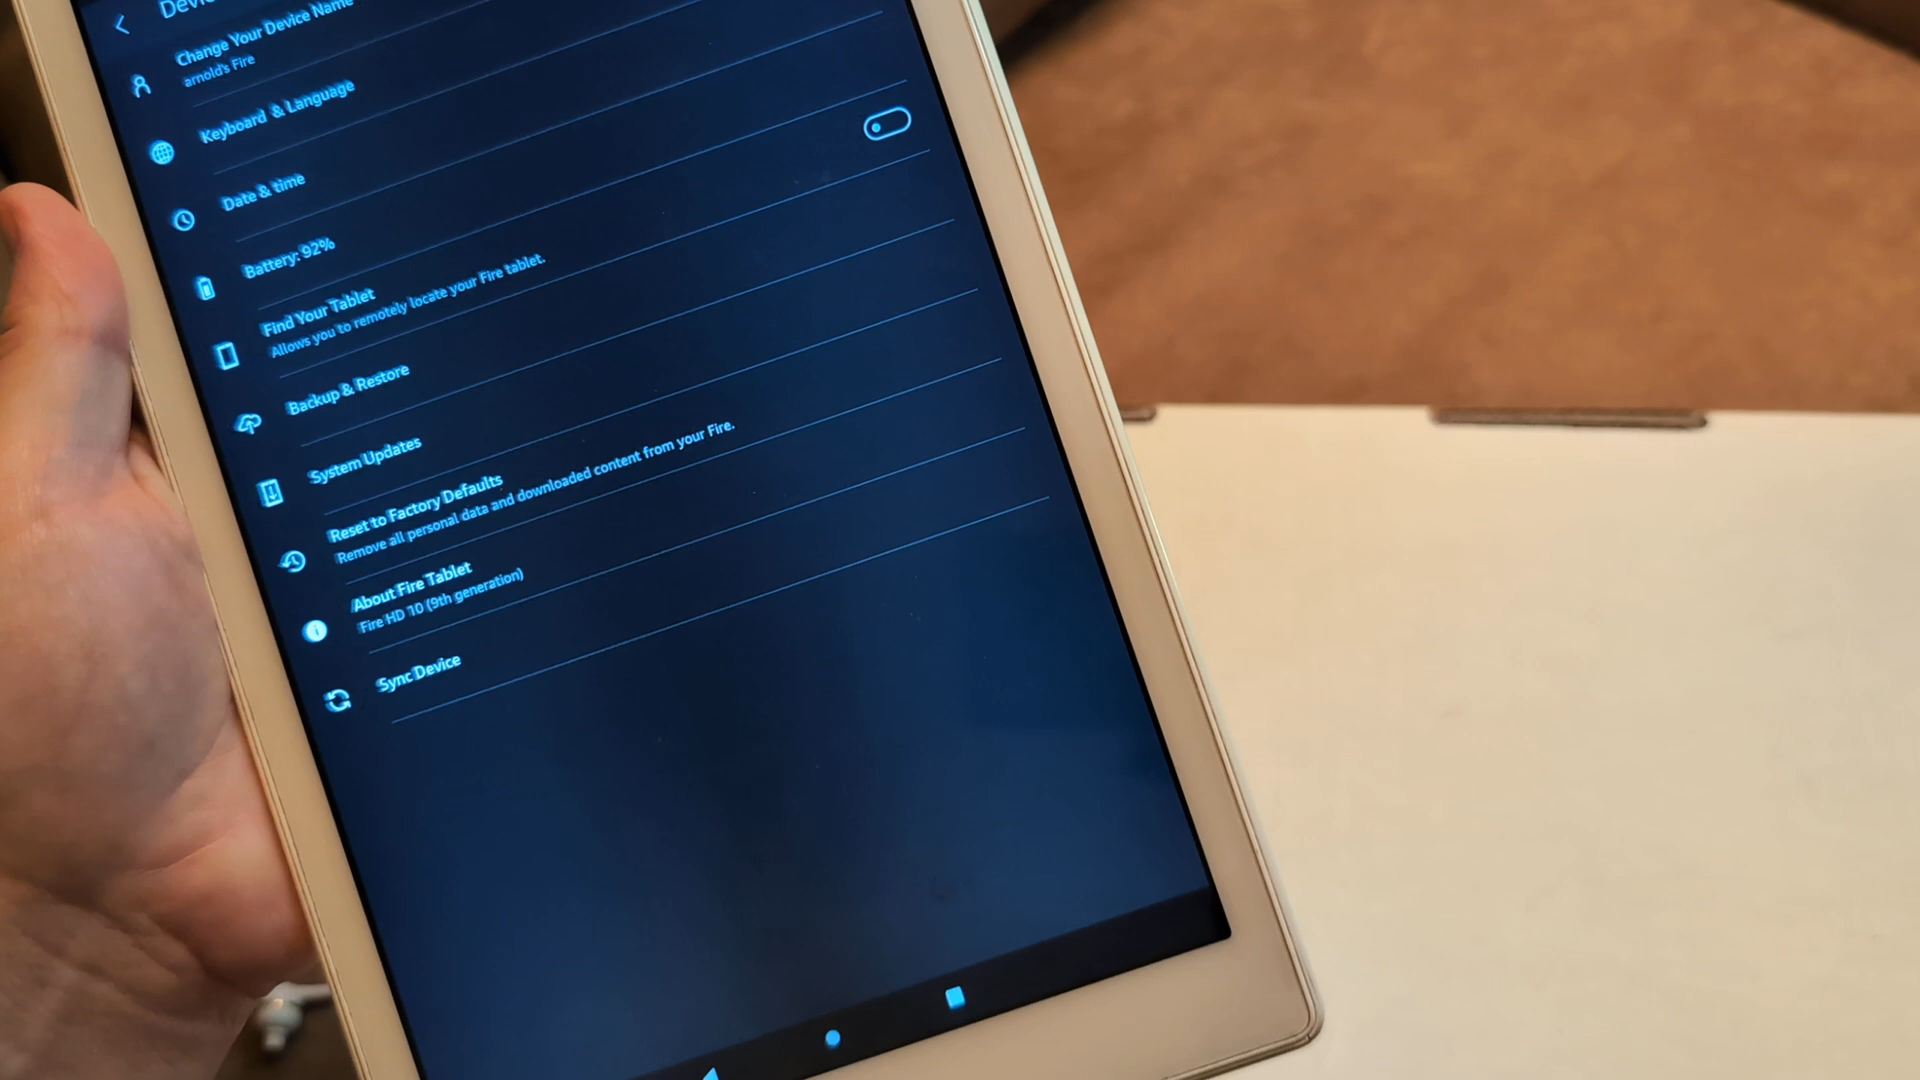 Change Your Device Name
arnold's Fire
Keyboard & Language
Date & time
Battery: 92%
Find Your Tablet
Allows you to remotely locate your Fire tablet.
Backup & Restore
System Updates
Reset to Factory Defaults
Remove all personal data and downloaded content from your Fire.
About Fire Tablet
Fire HD 10 (9th generation)
Sync Device